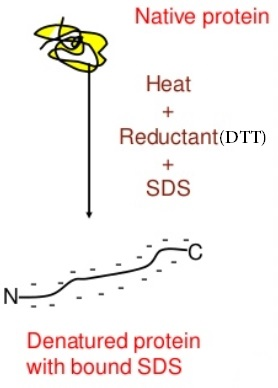 Native protein
Heat
+
Reductant(DTT)
+
SDS
C
N
Denatured protein
with bound SDS